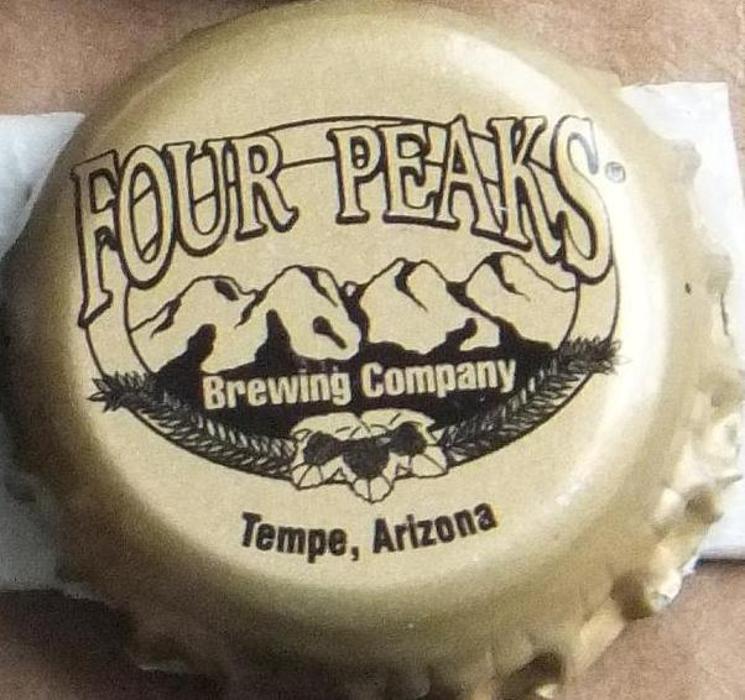 FOUR PEAKS®
Brewing Company
Tempe, Arizona